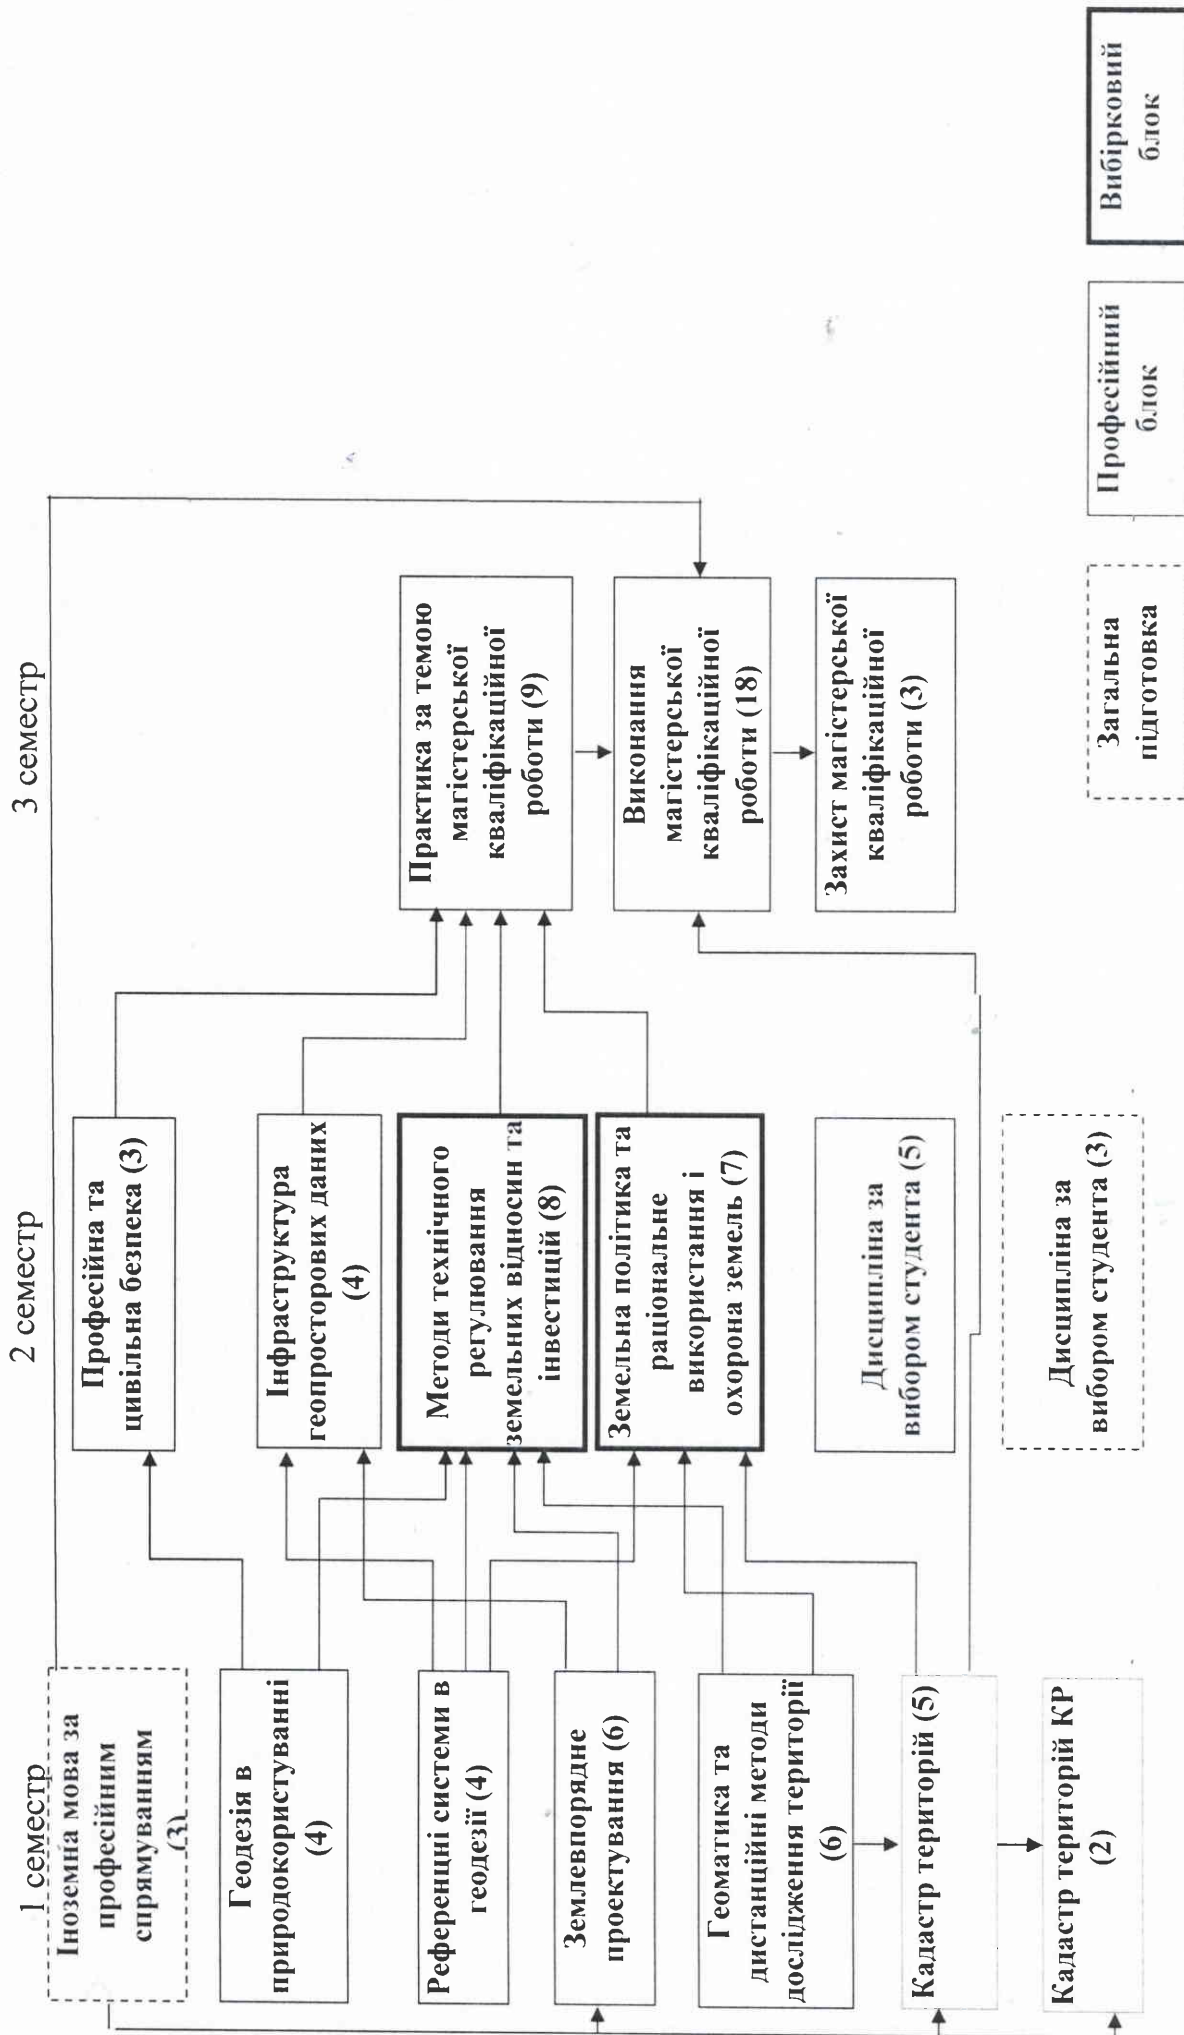 1 семестр
Іноземна мова за
професійним
спрямуванням
(3)
Геодезія в
природокористуванні
(4)
Референцні системи в
геодезії (4)
Землевпорядне
проектування (6)
Геоматика та
дистанційні методи
дослідження території
(6)
Кадастр територій (5)
Кадастр територій КР
(2)
2 семестр
Професійна та
цивільна безпека (3)
Інфраструктура
геопросторових даних
(4)
Методи технічного
регулювання
земельних відносин та
інвестицій (8)
Земельна політика та
раціональне
використання і
охорона земель (7)
Дисципліна за
вибором студента (5)
Дисципліна за
вибором студента (3)
3 семестр
Практика за темою
магістерської
кваліфікаційної
роботи (9)
Виконання
магістерської
кваліфікаційної
роботи (18)
Захист магістерської
кваліфікаційної
роботи (3)
Загальна
підготовка
Професійний
блок
Вибірковий
блок